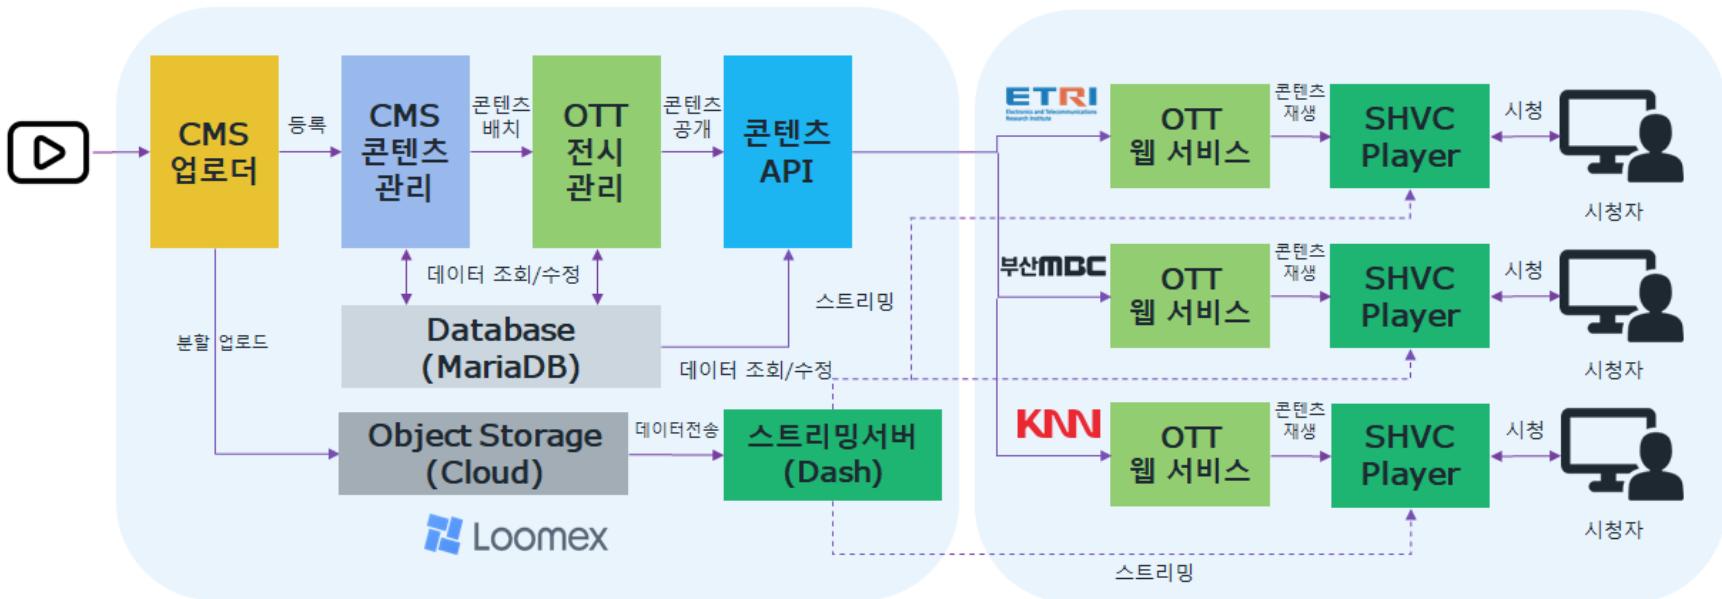 CMS
업로더
등록
CMS
콘텐츠
관리
콘텐츠
배치
OTT
전시
관리
콘텐츠
공개
콘텐츠
API
데이터 조회/수정
Database
(MariaDB)
데이터 조회/수정
스트리밍
분할 업로드
Object Storage
(Cloud)
데이터전송
스트리밍서버
(Dash)
Loomex
ETRI
Electronics and Telecommunications
Research Institute
OTT
웹 서비스
콘텐츠
재생
SHVC
Player
시청
시청자
부산MBC
OTT
웹 서비스
콘텐츠
재생
SHVC
Player
시청
시청자
KNN
OTT
웹 서비스
콘텐츠
재생
SHVC
Player
시청
시청자
스트리밍